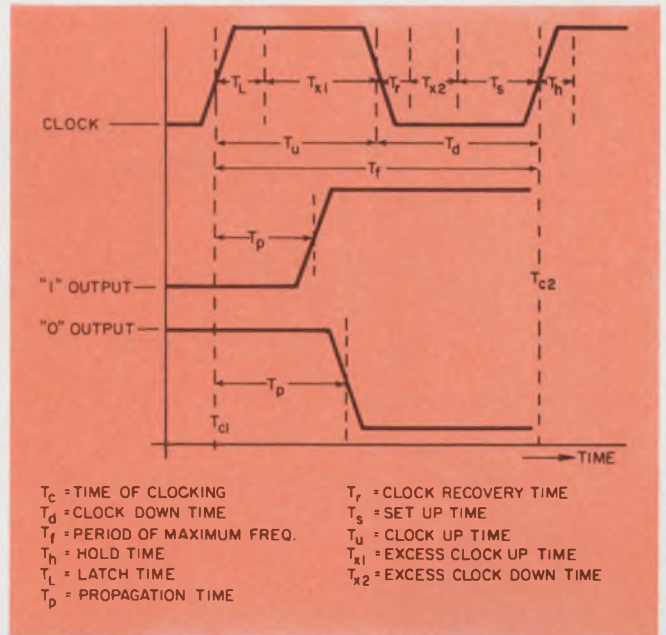 T_L T_x1 T_r T_x2 T_s T_h
CLOCK
T_u T_d
T_f
T_p
"1" OUTPUT
T_c2
"0" OUTPUT
T_p
T_c1
TIME
T_c = TIME OF CLOCKING
T_d = CLOCK DOWN TIME
T_f = PERIOD OF MAXIMUM FREQ.
T_h = HOLD TIME
T_L = LATCH TIME
T_p = PROPAGATION TIME
T_r = CLOCK RECOVERY TIME
T_s = SET UP TIME
T_u = CLOCK UP TIME
T_x1 = EXCESS CLOCK UP TIME
T_x2 = EXCESS CLOCK DOWN TIME